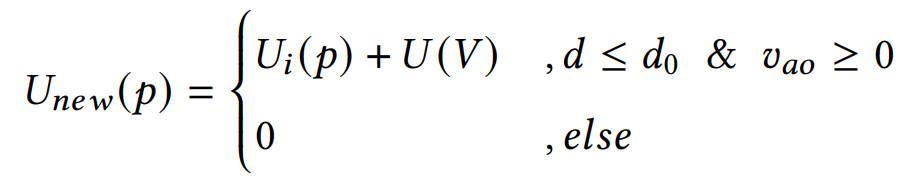 U_i(p) + U(V) , d ≤ d_0 & v_{ao} ≥ 0
U_{new}(p) = {
0 , else